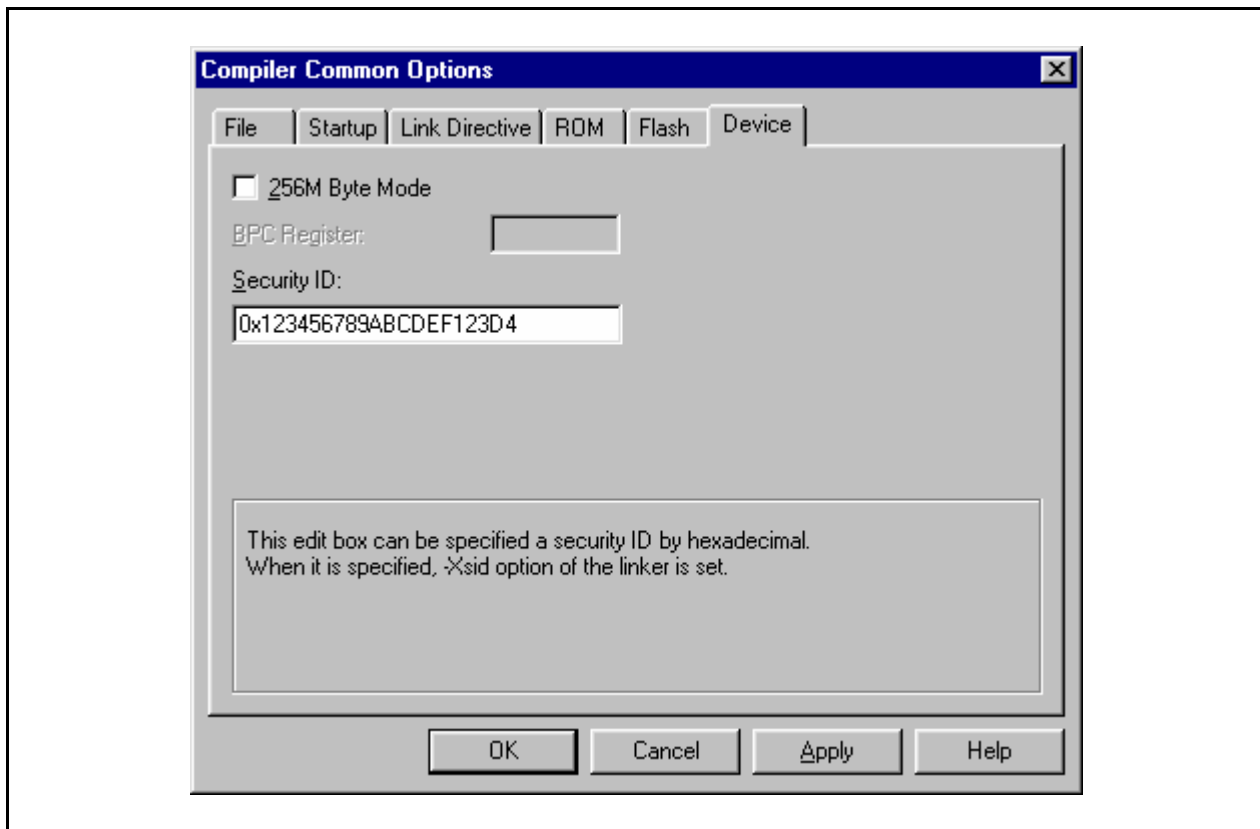 Compiler Common Options
File Startup Link Directive ROM Flash Device
256M Byte Mode
BPC Register:
Security ID:
0x123456789ABCDEF123D4
This edit box can be specified a security ID by hexadecimal.
When it is specified, -Xsid option of the linker is set.
OK Cancel Apply Help